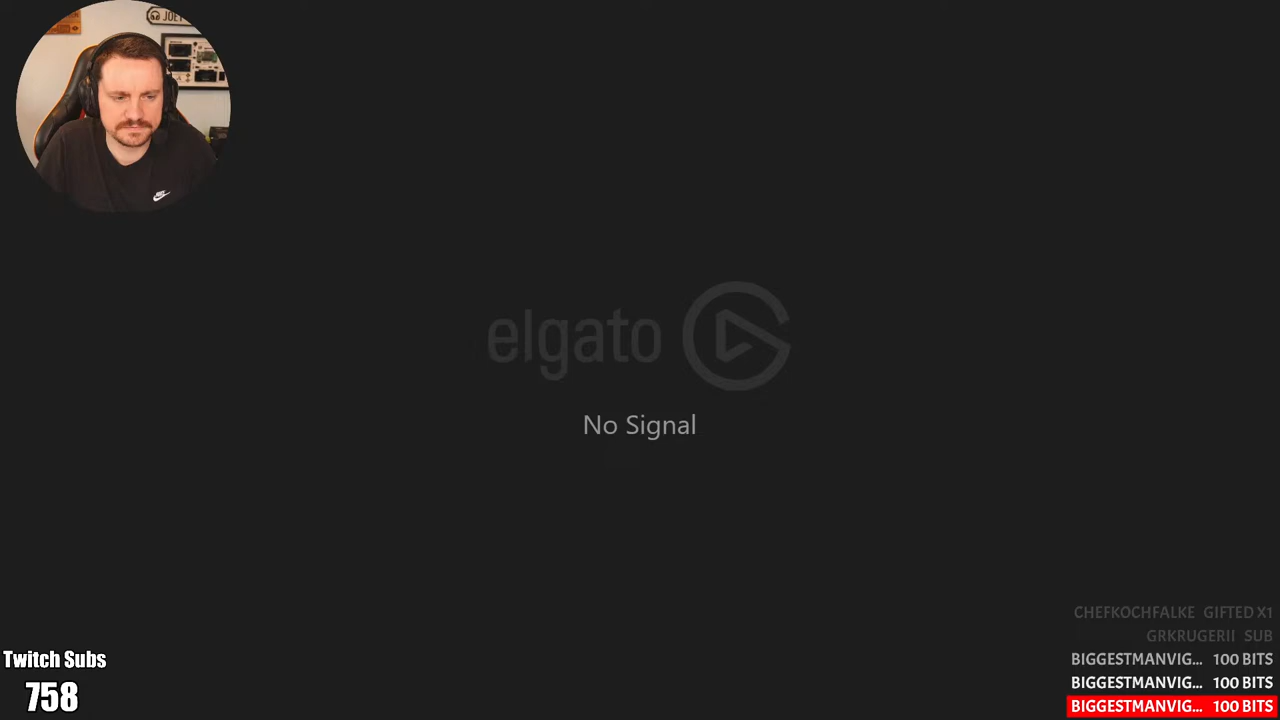 JOEY
elgato
No Signal
CHEFKOCHFALKE GIFTED X1
GRKRUGERII SUB
BIGGESTMANVIG... 100 BITS
BIGGESTMANVIG... 100 BITS
BIGGESTMANVIG... 100 BITS
Twitch Subs
758